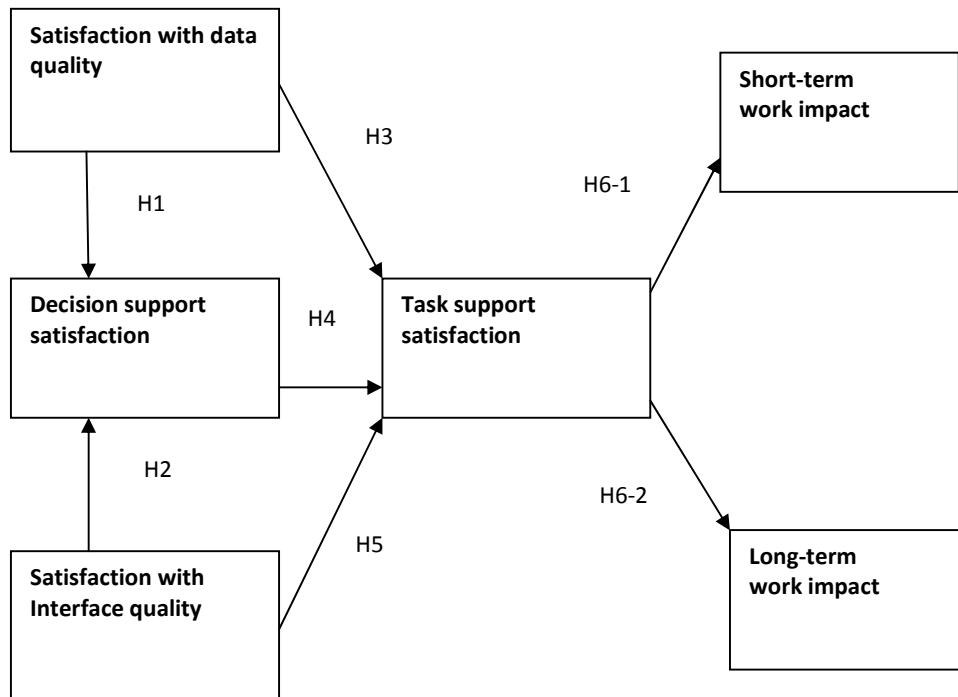 Satisfaction with data
quality
Short-term
work impact
H3
H6-1
H1
Decision support
satisfaction
H4
Task support
satisfaction
H2
H6-2
H5
Satisfaction with
Interface quality
Long-term
work impact